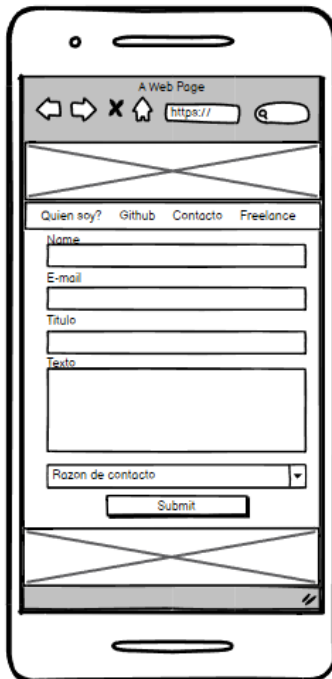 A Web Page
https://
Quien soy? Github Contacto Freelance
Name
E-mail
Titulo
Texto
Razon de contacto
Submit